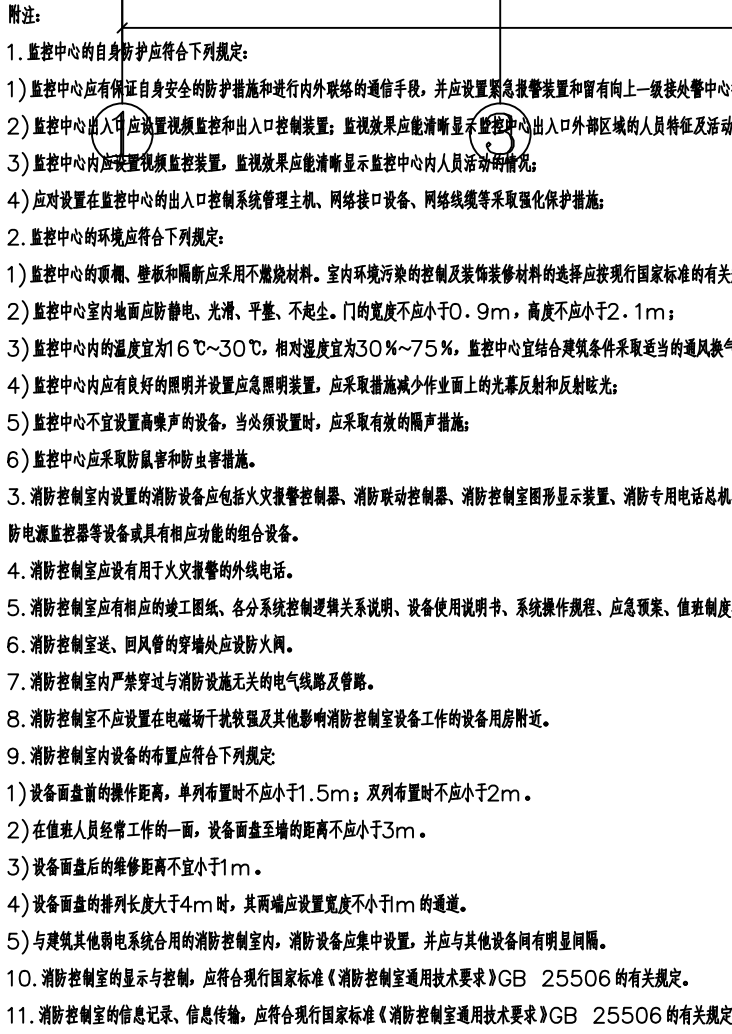 附注：
1. 监控中心的自身防护应符合下列规定：
1) 监控中心应有保证自身安全的防护措施和进行内外联络的通信手段，并应设置紧急报警装置和留有向上一级接处警中心
2) 监控中心出入口应设置视频监控和出入口控制装置；监视效果应能清晰显示监控中心出入口外部区域的人员特征及活动
1
3
3) 监控中心内应设置视频监控装置，监视效果应能清晰显示监控中心内人员活动的情况；
4) 应对设置在监控中心的出入口控制系统管理主机、网络接口设备、网络线缆等采取强化保护措施；
2. 监控中心的环境应符合下列规定：
1) 监控中心的顶棚、壁板和隔断应采用不燃烧材料。室内环境污染的控制及装饰装修材料的选择应按现行国家标准的有关
2) 监控中心室内地面应防静电、光滑、平整、不起尘。门的宽度不应小于0.9m，高度不应小于2.1m；
3) 监控中心内的温度宜为16℃~30℃，相对湿度宜为30%~75%，监控中心宜结合建筑条件采取适当的通风换气
4) 监控中心内应有良好的照明并设置应急照明装置，应采取措施减少作业面上的光幕反射和反射眩光；
5) 监控中心不宜设置高噪声的设备，当必须设置时，应采取有效的隔声措施；
6) 监控中心应采取防鼠害和防虫害措施。
3. 消防控制室内设置的消防设备应包括火灾报警控制器、消防联动控制器、消防控制室图形显示装置、消防专用电话总机
防电源监控器等设备或具有相应功能的组合设备。
4. 消防控制室应设有用于火灾报警的外线电话。
5. 消防控制室应有相应的竣工图纸、各分系统控制逻辑关系说明、设备使用说明书、系统操作规程、应急预案、值班制度
6. 消防控制室送、回风管的穿墙处应设防火阀。
7. 消防控制室内严禁穿过与消防设施无关的电气线路及管路。
8. 消防控制室不应设置在电磁场干扰较强及其他影响消防控制室设备工作的设备用房附近。
9. 消防控制室内设备的布置应符合下列规定：
1) 设备面盘前的操作距离，单列布置时不应小于1.5m；双列布置时不应小于2m。
2) 在值班人员经常工作的一面，设备面盘至墙的距离不应小于3m。
3) 设备面盘后的维修距离不宜小于1m。
4) 设备面盘的排列长度大于4m时，其两端应设置宽度不小于1m的通道。
5) 与建筑其他弱电系统合用的消防控制室内，消防设备应集中设置，并应与其他设备间有明显间隔。
10. 消防控制室的显示与控制，应符合现行国家标准《消防控制室通用技术要求》GB 25506的有关规定。
11. 消防控制室的信息记录、信息传输，应符合现行国家标准《消防控制室通用技术要求》GB 25506的有关规定